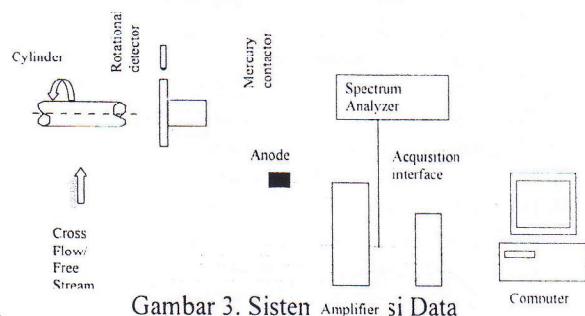 Cylinder
Rotational
detector
Mercury
contactor
Spectrum
Analyzer
Anode
Acquisition
interface
Cross
Flow/
Free
Stream
Amplifier
Computer
Gambar 3. Sistem si Data